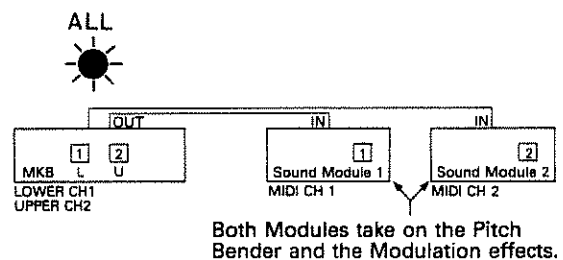 ALL
OUT IN IN
1 2 1 2
MKB L U Sound Module 1 Sound Module 2
LOWER CH1 MIDI CH 1 MIDI CH 2
UPPER CH2
Both Modules take on the Pitch
Bender and the Modulation effects.